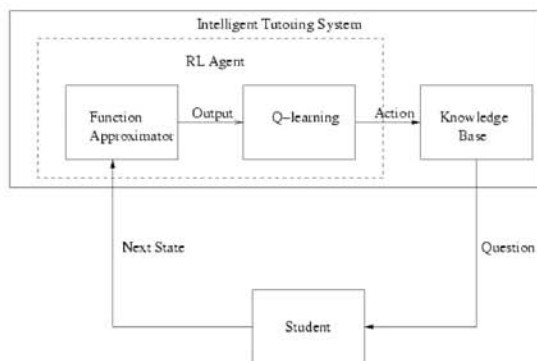 Intelligent Tutoring System
RL Agent
Function
Approximator
Output
Q-learning
Action
Knowledge
Base
Next State
Question
Student